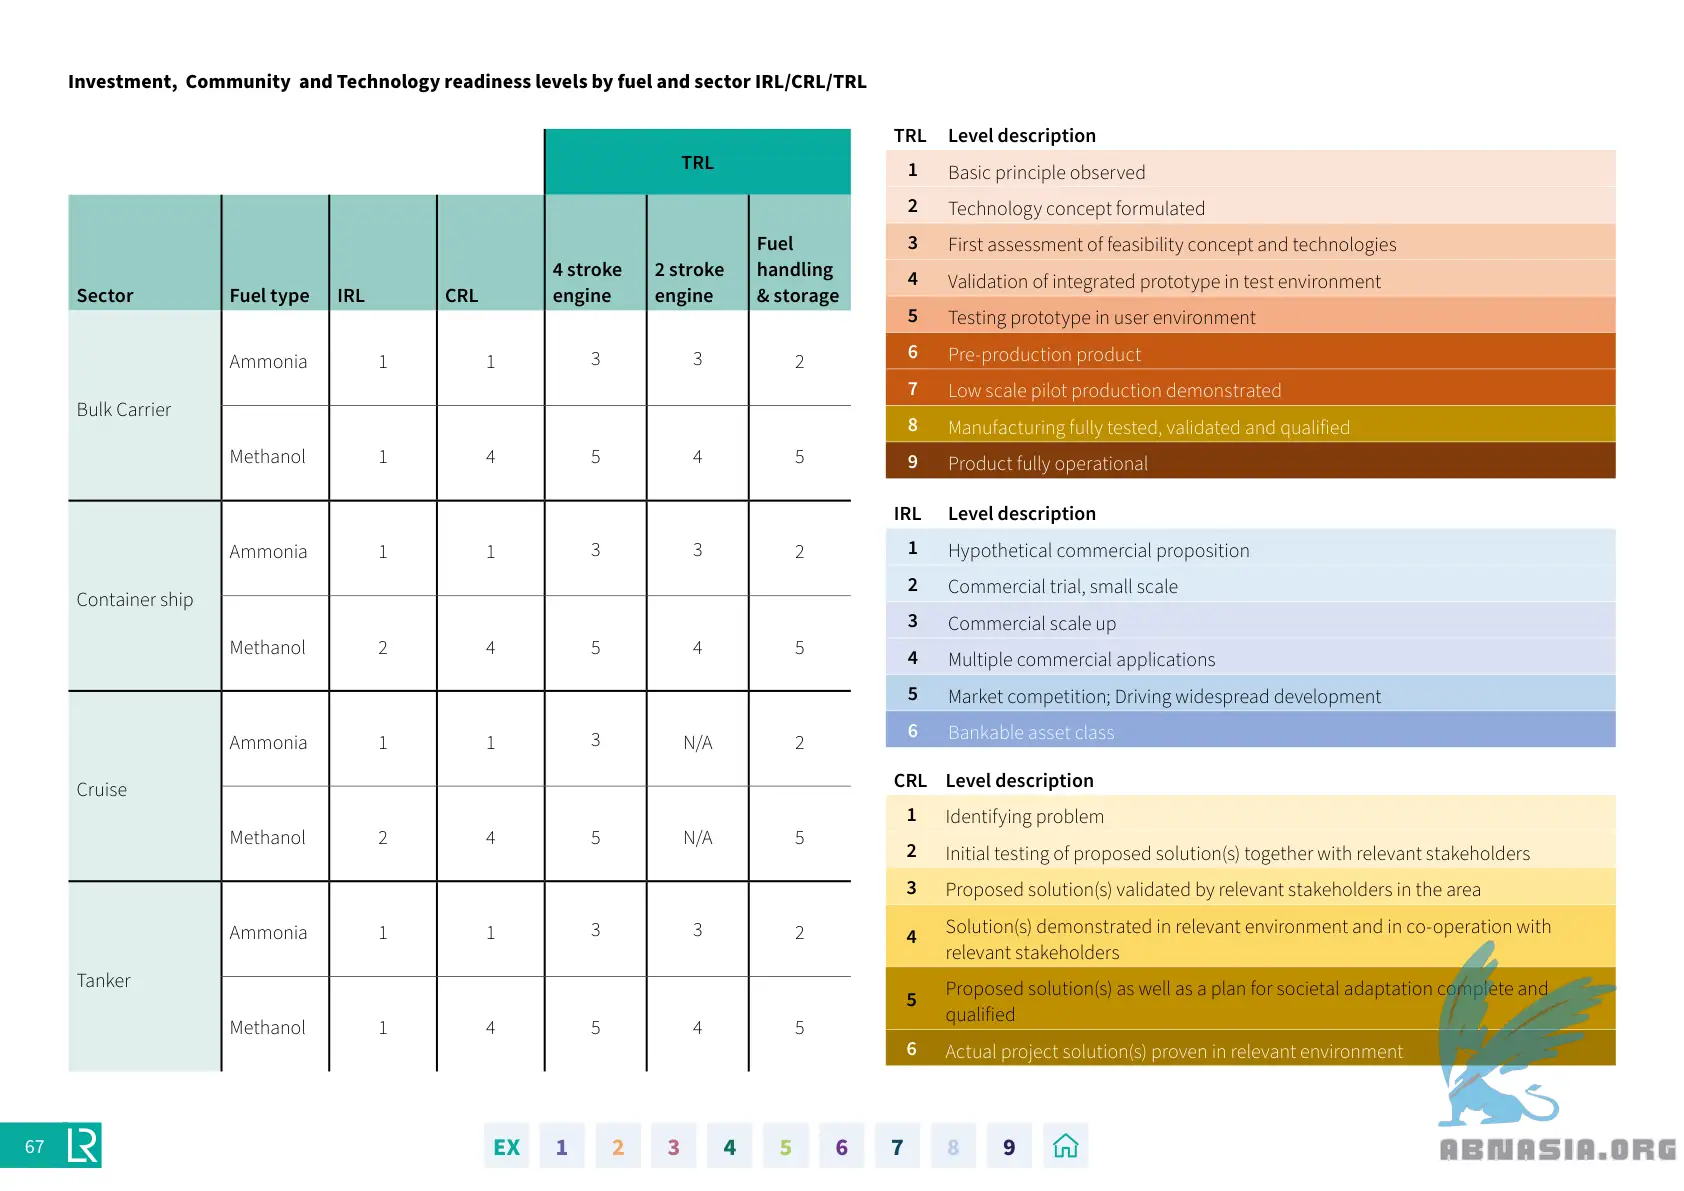 Investment, Community and Technology readiness levels by fuel and sector IRL/CRL/TRL
TRL
Sector Fuel type IRL CRL 4 stroke engine 2 stroke engine Fuel handling & storage
Bulk Carrier
Ammonia 1 1 3 3 2
Methanol 1 4 5 4 5
Container ship
Ammonia 1 1 3 3 2
Methanol 2 4 5 4 5
Cruise
Ammonia 1 1 3 N/A 2
Methanol 2 4 5 N/A 5
Tanker
Ammonia 1 1 3 3 2
Methanol 1 4 5 4 5
TRL Level description
1 Basic principle observed
2 Technology concept formulated
3 First assessment of feasibility concept and technologies
4 Validation of integrated prototype in test environment
5 Testing prototype in user environment
6 Pre-production product
7 Low scale pilot production demonstrated
8 Manufacturing fully tested, validated and qualified
9 Product fully operational
IRL Level description
1 Hypothetical commercial proposition
2 Commercial trial, small scale
3 Commercial scale up
4 Multiple commercial applications
5 Market competition; Driving widespread development
6 Bankable asset class
CRL Level description
1 Identifying problem
2 Initial testing of proposed solution(s) together with relevant stakeholders
3 Proposed solution(s) validated by relevant stakeholders in the area
4 Solution(s) demonstrated in relevant environment and in co-operation with
relevant stakeholders
5 Proposed solution(s) as well as a plan for societal adaptation complete and
qualified
6 Actual project solution(s) proven in relevant environment
67 LR
EX 1 2 3 4 5 6 7 8 9
ABNASIA.ORG